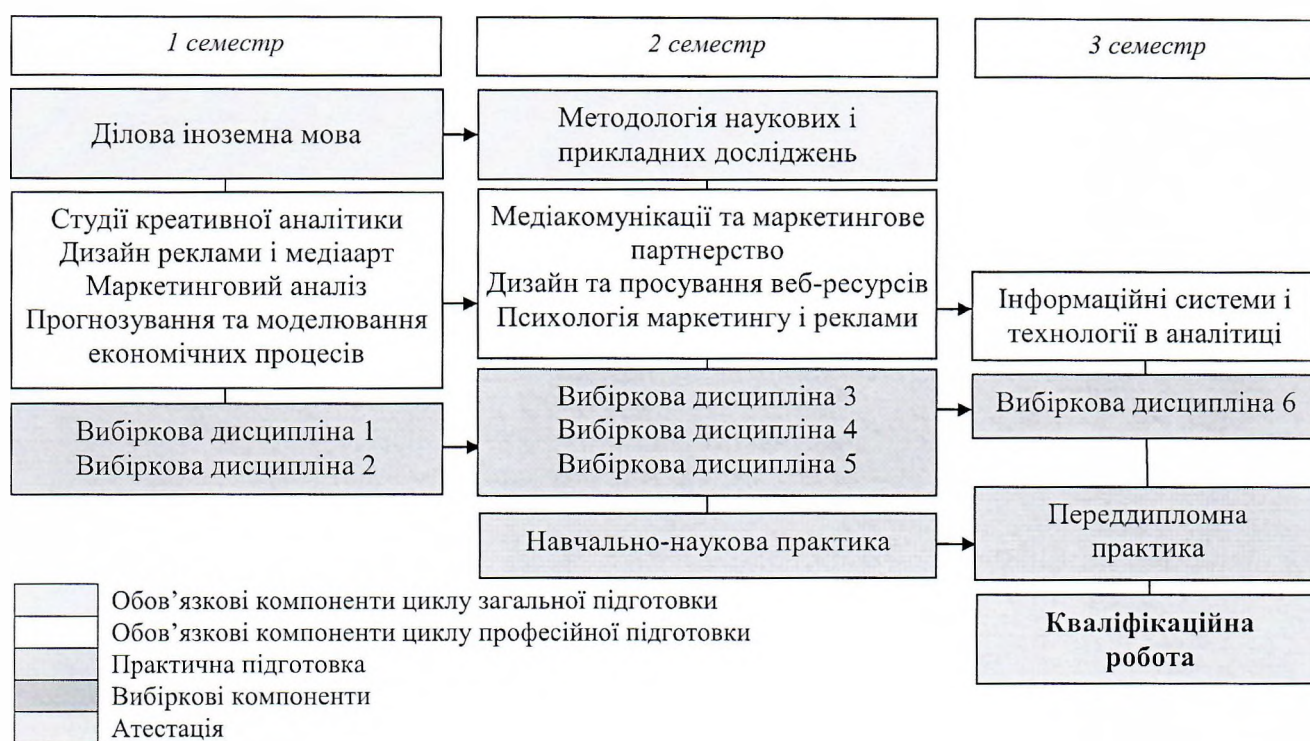 1 семестр
2 семестр
3 семестр
Ділова іноземна мова
Методологія наукових і
прикладних досліджень
Студії креативної аналітики
Дизайн реклами і медіаарт
Маркетинговий аналіз
Прогнозування та моделювання
економічних процесів
Медіакомунікації та маркетингове
партнерство
Дизайн та просування веб-ресурсів
Психологія маркетингу і реклами
Інформаційні системи і
технології в аналітиці
Вибіркова дисципліна 1
Вибіркова дисципліна 2
Вибіркова дисципліна 3
Вибіркова дисципліна 4
Вибіркова дисципліна 5
Вибіркова дисципліна 6
Навчально-наукова практика
Переддипломна
практика
Кваліфікаційна
робота
Обов’язкові компоненти циклу загальної підготовки
Обов’язкові компоненти циклу професійної підготовки
Практична підготовка
Вибіркові компоненти
Атестація